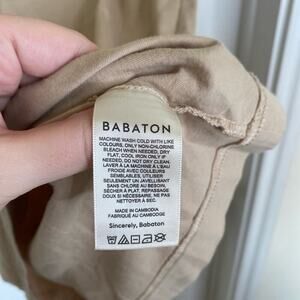 BABATON
MACHINE WASH COLD WITH LIKE
COLOURS, ONLY NON-CHLORINE
BLEACH WHEN NEEDED, DRY
FLAT, COOL IRON ONLY IF
NEEDED, DO NOT DRY CLEAN.
LAVER À LA MACHINE À L'EAU
FROIDE AVEC COULEURS
SEMBLABLES, UTILISER
SEULEMENT UN JAVELLISANT
SANS CHLORE AU BESOIN,
SÉCHER À PLAT, REPASSAGE
DOUX SI NÉCESSAIRE, NE PAS
NETTOYER À SEC.
MADE IN CAMBODIA
FABRIQUÉ AU CAMBODGE
Sincerely, Babaton